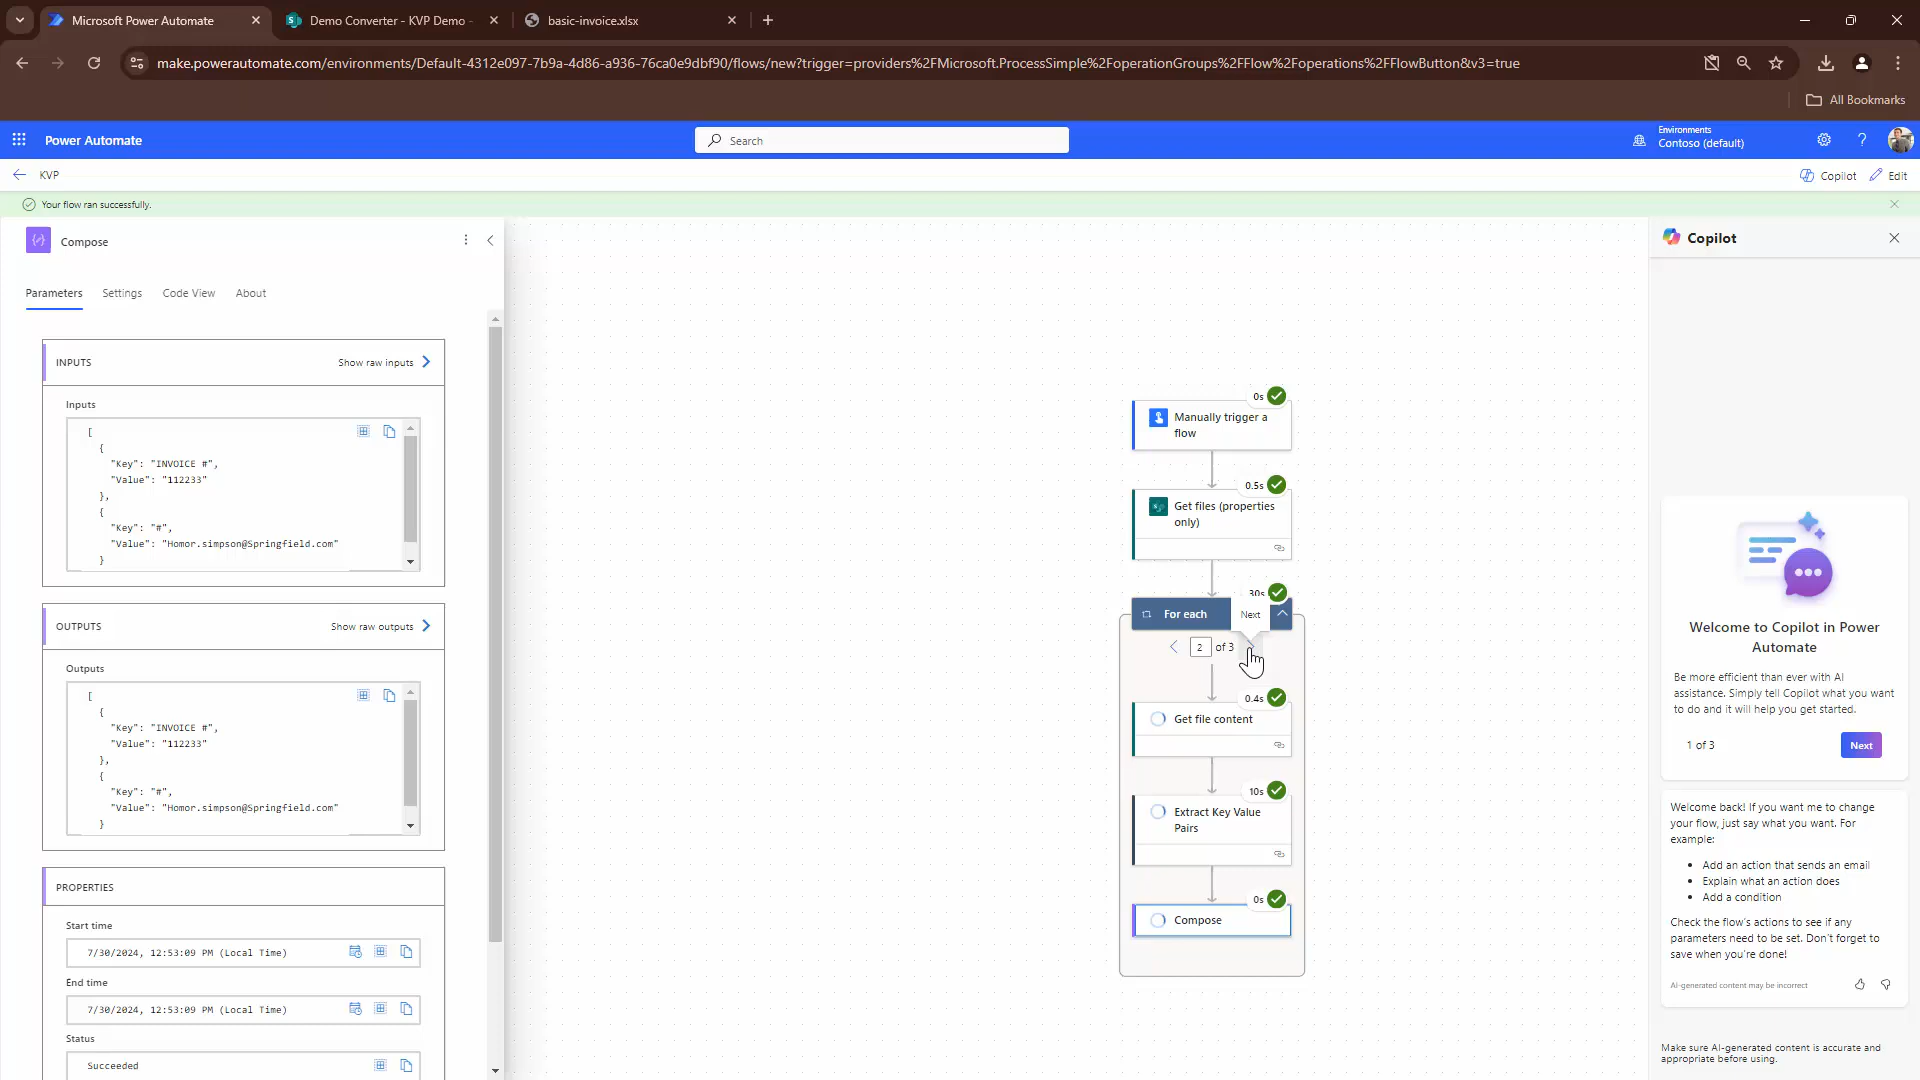 Microsoft Power Automate
Demo Converter - KVP Demo -
basic-invoice.xlsx
make.powerautomate.com/environments/Default-4312e097-7b9a-4d86-a936-76ca0e9dbf90/flows/new?trigger=providers%2FMicrosoft.ProcessSimple%2FoperationGroups%2FFlow%2Foperations%2FFlowButton&v3=true
All Bookmarks
Power Automate
Search
Environments
Contoso (default)
KVP
Copilot
Edit
Your flow ran successfully.
Compose
Parameters
Settings
Code View
About
INPUTS
Show raw inputs
Inputs
[
{
"Key": "INVOICE #",
"Value": "112233"
},
{
"Key": "#",
"Value": "Homor.simpson@Springfield.com"
}
OUTPUTS
Show raw outputs
Outputs
[
{
"Key": "INVOICE #",
"Value": "112233"
},
{
"Key": "#",
"Value": "Homor.simpson@Springfield.com"
}
PROPERTIES
Start time
7/30/2024, 12:53:09 PM (Local Time)
End time
7/30/2024, 12:53:09 PM (Local Time)
Status
Succeeded
0s
Manually trigger a
flow
0.5s
Get files (properties
only)
30s
For each
Next
2 of 3
0.4s
Get file content
10s
Extract Key Value
Pairs
0s
Compose
Copilot
Welcome to Copilot in Power
Automate
Be more efficient than ever with AI
assistance. Simply tell Copilot what you want
to do and it will help you get started.
1 of 3
Next
Welcome back! If you want me to change
your flow, just say what you want. For
example:
• Add an action that sends an email
• Explain what an action does
• Add a condition
Check the flow's actions to see if any
parameters need to be set. Don't forget to
save when you're done!
AI-generated content may be incorrect
Make sure AI-generated content is accurate and
appropriate before using.